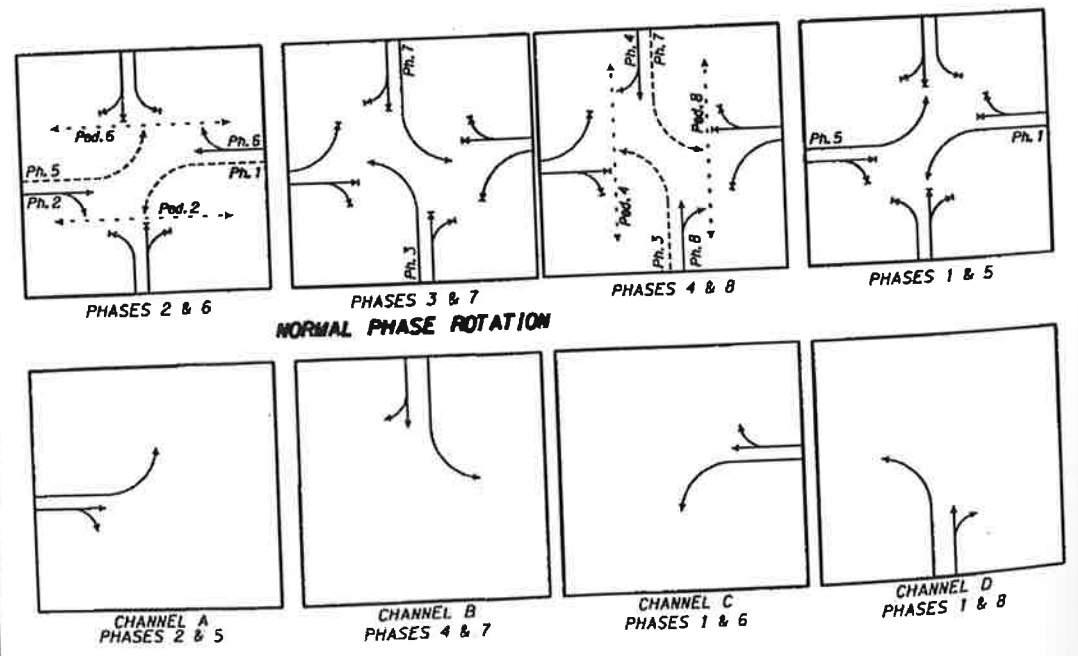 Ped.6
Ph.6
Ph.5
Ph.1
Ph.2
Ped.2
PHASES 2 & 6
Ph.7
Ph.3
PHASES 3 & 7
Ph.4
Ph.7
Ped.8
Ped.4
Ph.3
Ph.8
PHASES 4 & 8
Ph.5
Ph.1
PHASES 1 & 5
NORMAL PHASE ROTATION
CHANNEL A
PHASES 2 & 5
CHANNEL B
PHASES 4 & 7
CHANNEL C
PHASES 1 & 6
CHANNEL D
PHASES 1 & 8